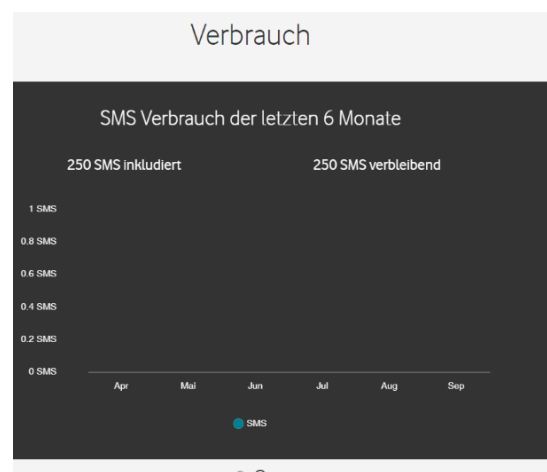 Verbrauch
SMS Verbrauch der letzten 6 Monate
250 SMS inkludiert 250 SMS verbleibend
1 SMS
0.8 SMS
0.6 SMS
0.4 SMS
0.2 SMS
0 SMS
Apr Mai Jun Jul Aug Sep
SMS